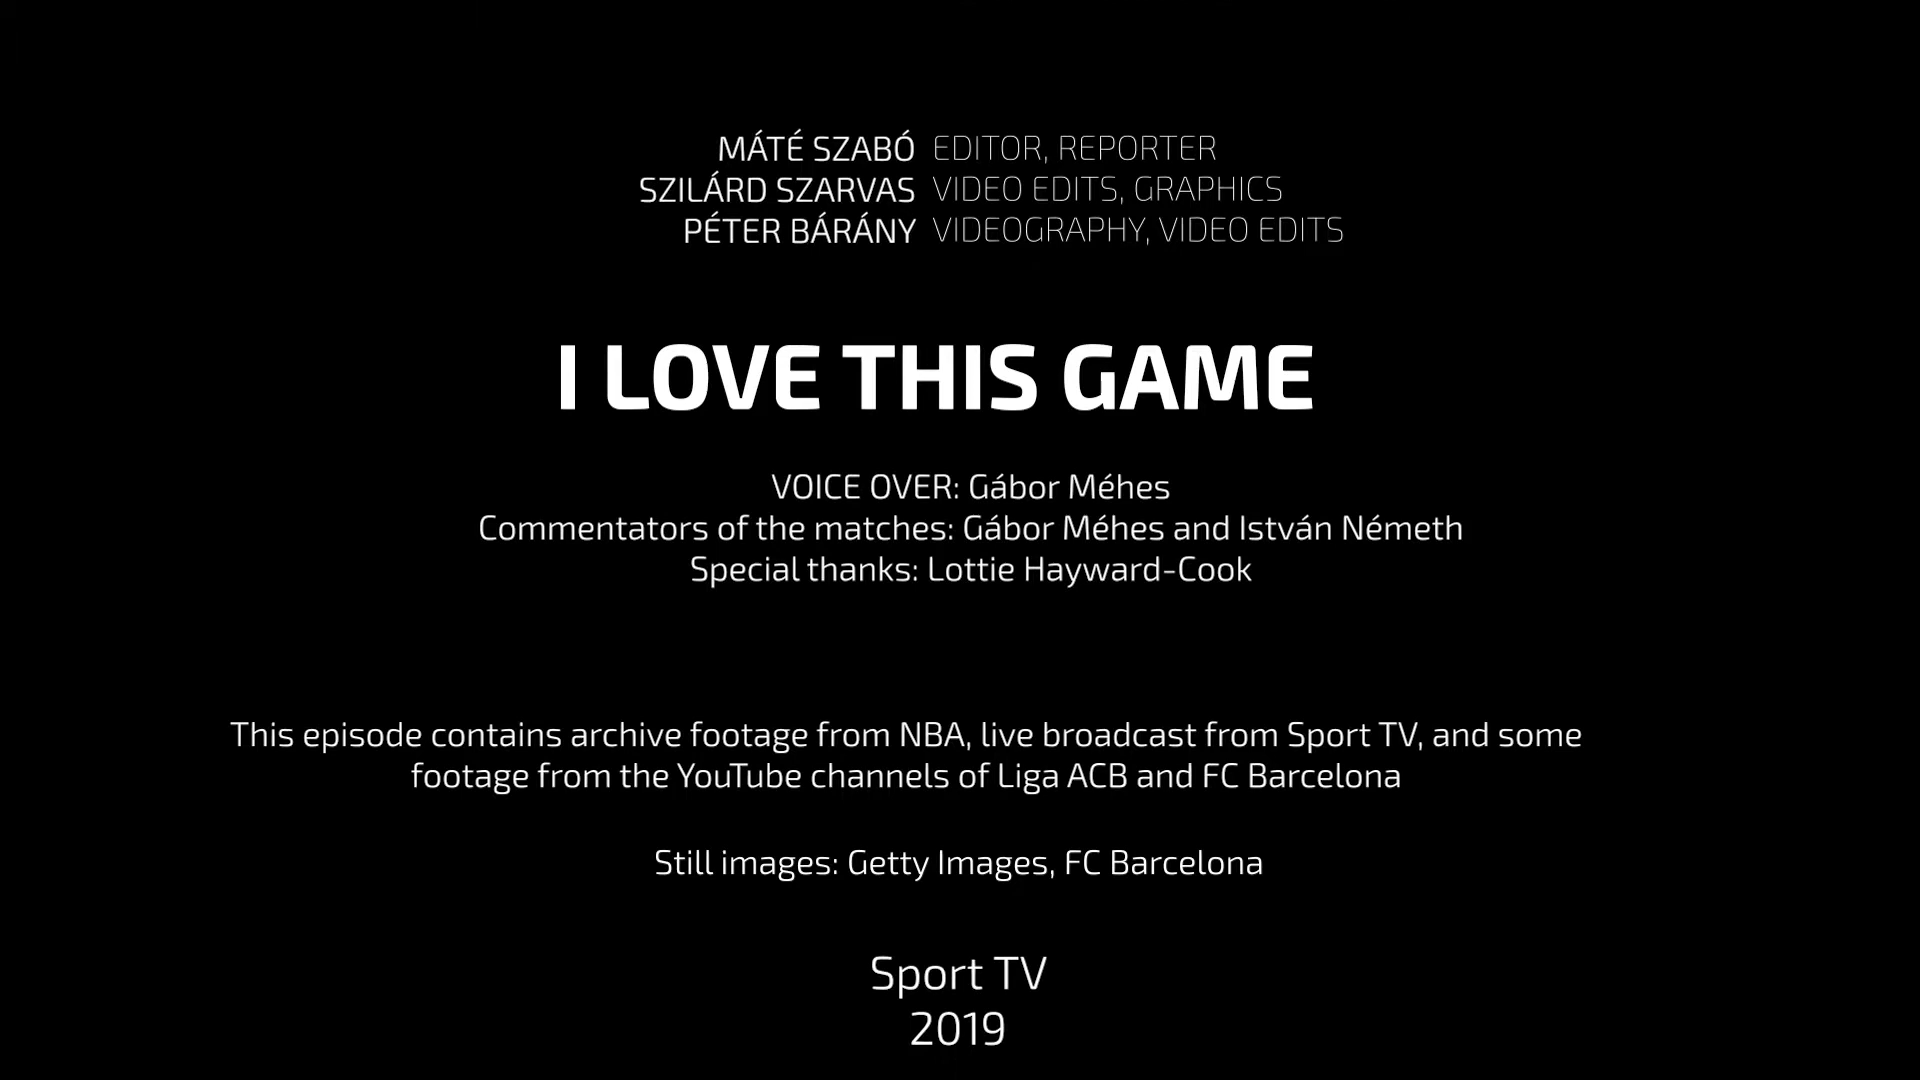 MÁTÉ SZABÓ EDITOR, REPORTER
SZILÁRD SZARVAS VIDEO EDITS, GRAPHICS
PÉTER BÁRÁNY VIDEOGRAPHY, VIDEO EDITS
I LOVE THIS GAME
VOICE OVER: Gábor Méhes
Commentators of the matches: Gábor Méhes and István Németh
Special thanks: Lottie Hayward-Cook
This episode contains archive footage from NBA, live broadcast from Sport TV, and some
footage from the YouTube channels of Liga ACB and FC Barcelona
Still images: Getty Images, FC Barcelona
Sport TV
2019